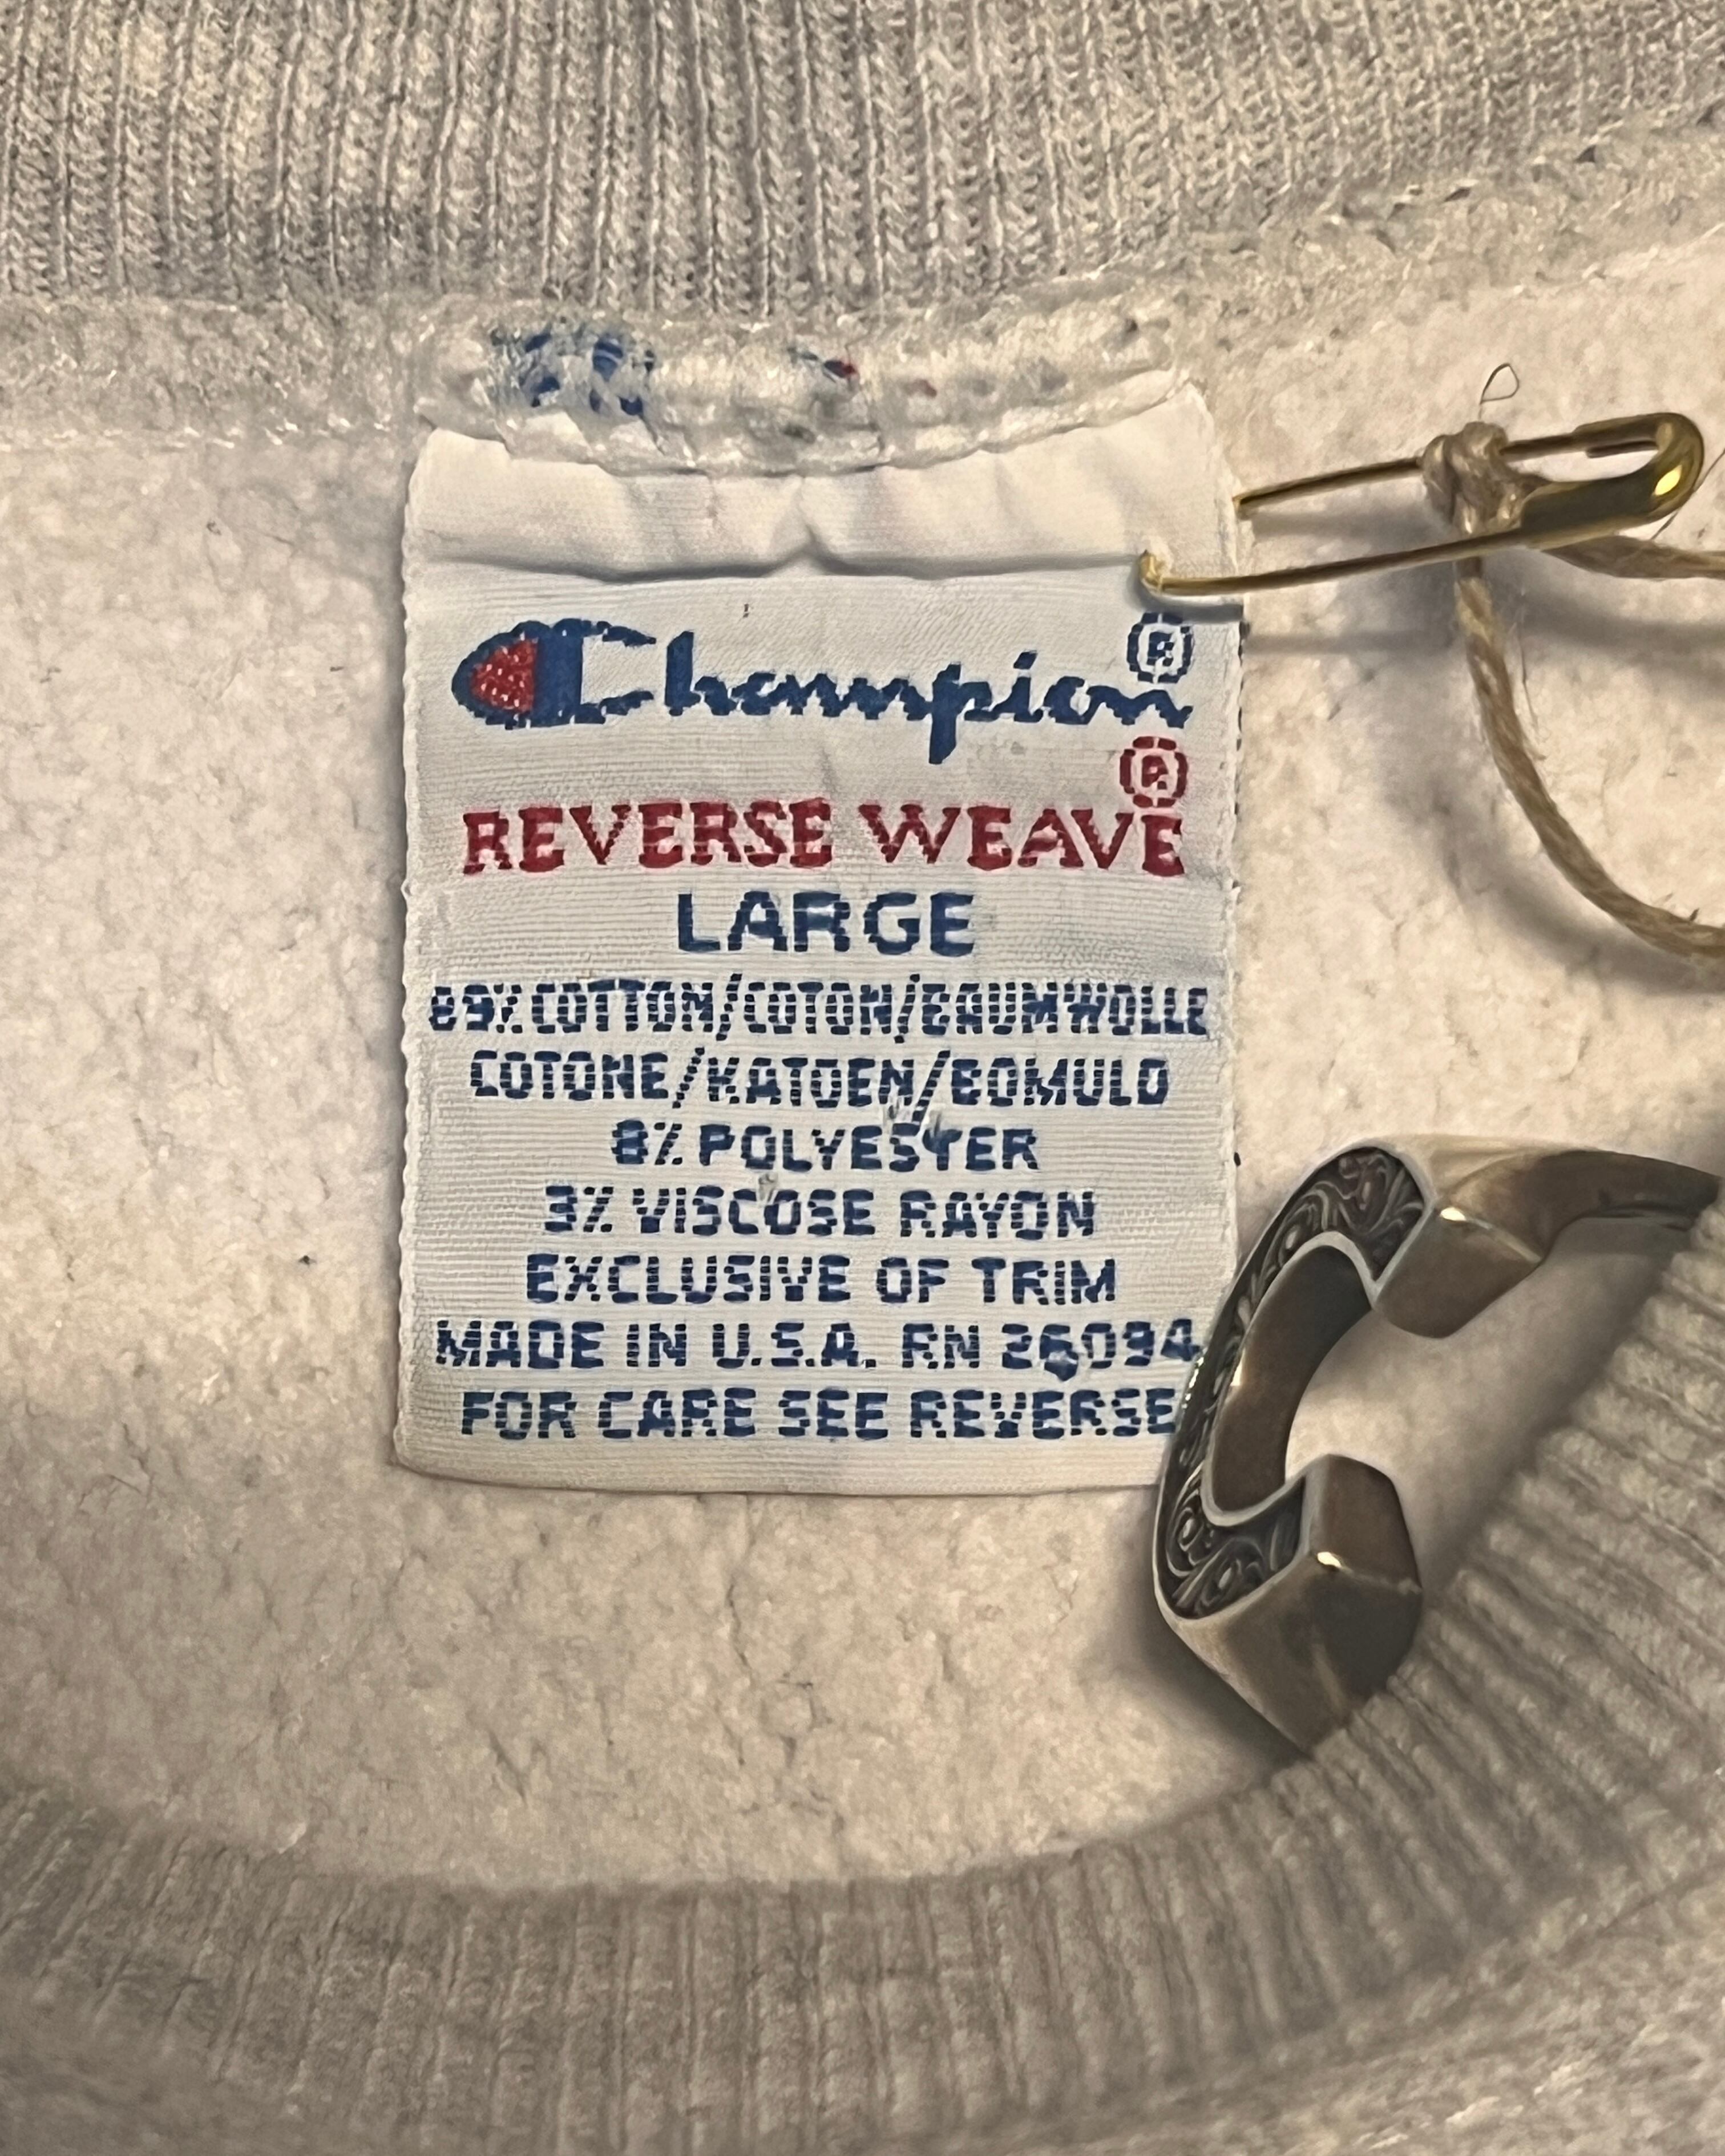 Champion®
REVERSE WEAVE®
LARGE
89% COTTON/COTON/BAUMWOLLE
COTONE/KATOEN/BOMULD
8% POLYESTER
3% VISCOSE RAYON
EXCLUSIVE OF TRIM
MADE IN U.S.A. RN 26094
FOR CARE SEE REVERSE